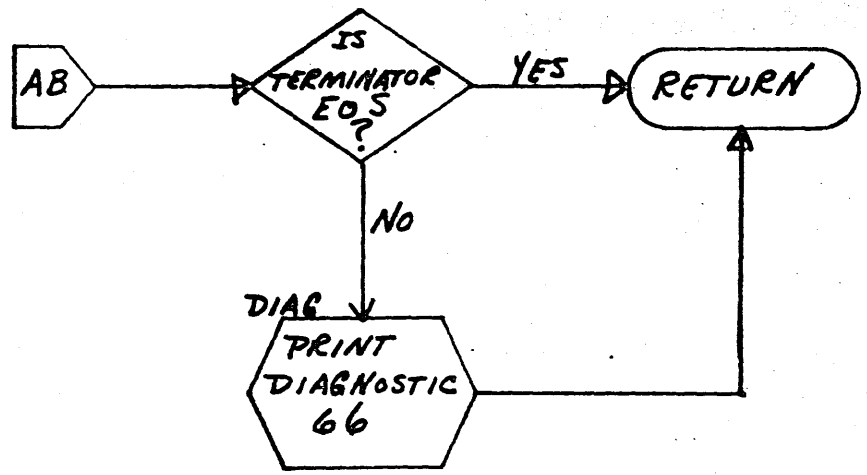 AB
IS
TERMINATOR
EOS
?
YES
RETURN
NO
DIAG
PRINT
DIAGNOSTIC
66